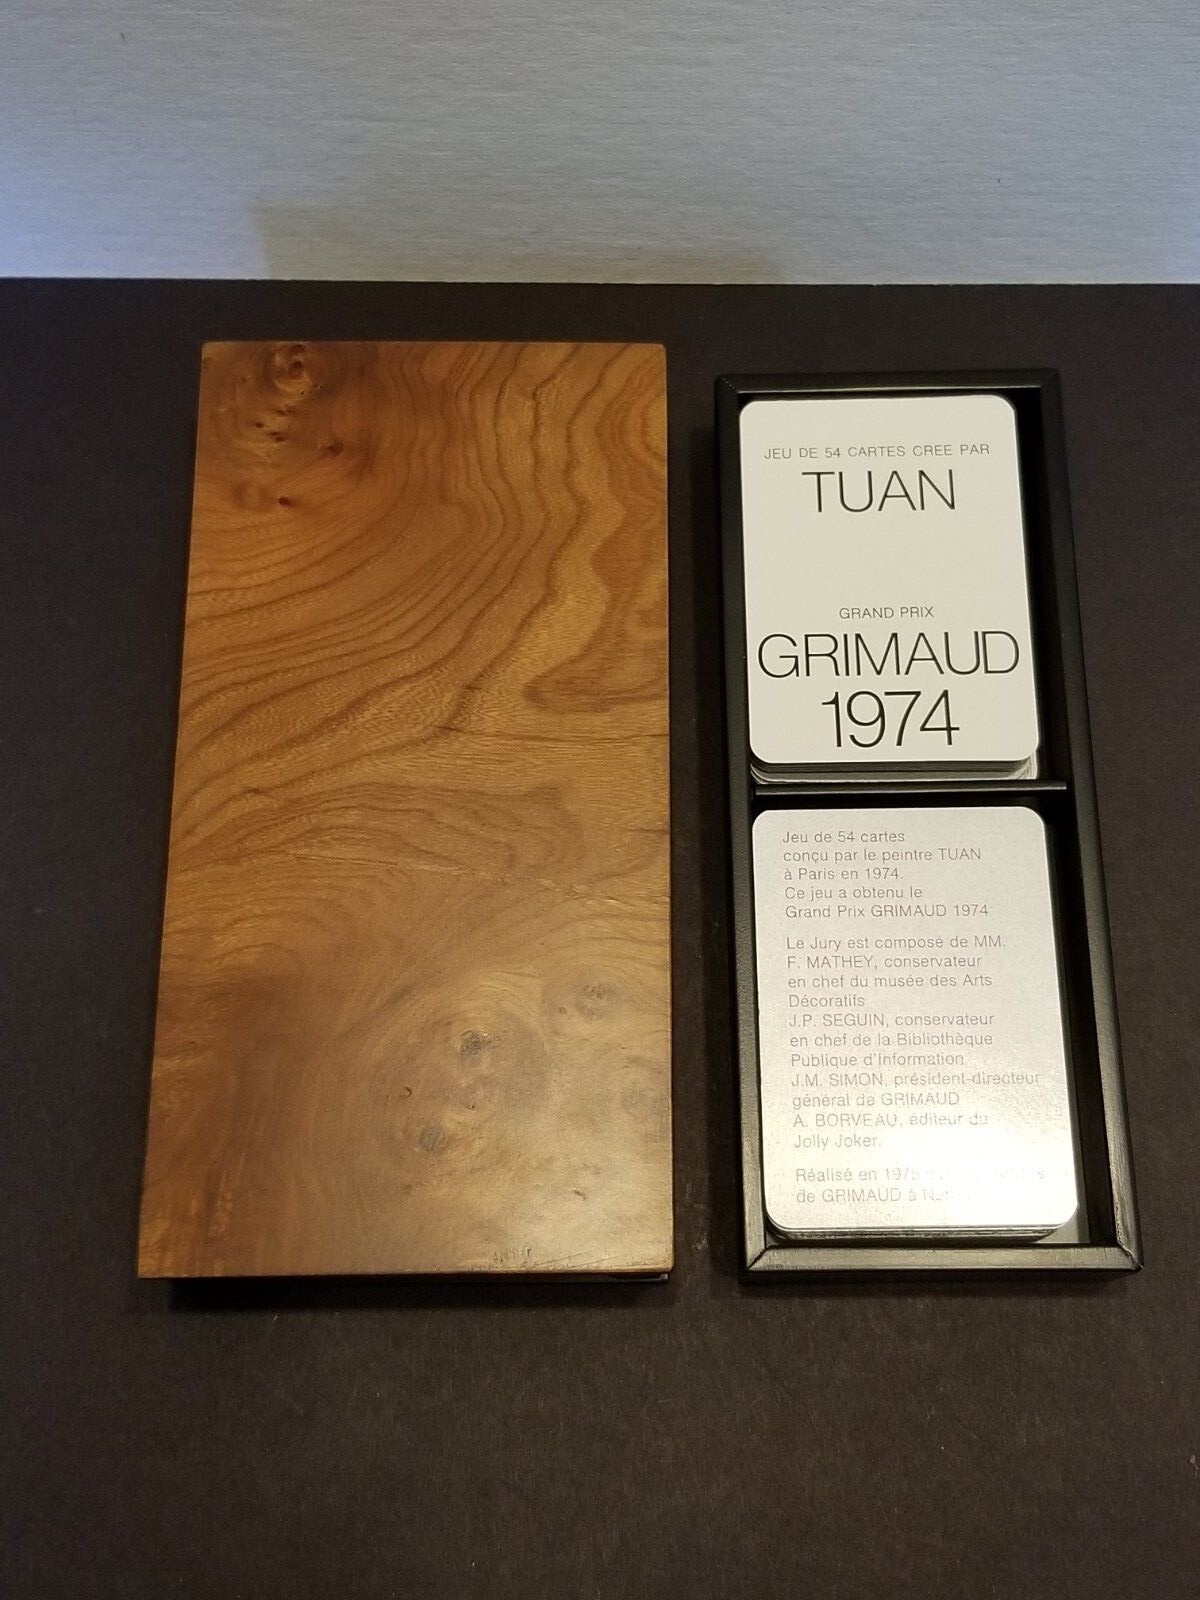 JEU DE 54 CARTES CREE PAR
TUAN
GRAND PRIX
GRIMAUD
1974
Jeu de 54 cartes
conçu par le peintre TUAN
à Paris en 1974.
Ce jeu a obtenu le
Grand Prix GRIMAUD 1974
Le Jury est composé de MM.
F. MATHEY, conservateur
en chef du musée des Arts
Décoratifs
J.P. SEGUIN, conservateur
en chef de la Bibliothèque
Publique d'Information
J.M. SIMON, président-directeur
général de GRIMAUD
A. BORVEAU, éditeur du
Jolly Joker.
Réalisé en
de GRIMAUD à